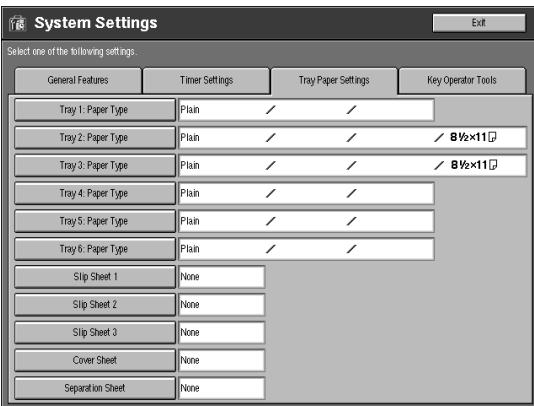 System Settings Exit
Select one of the following settings.
General Features Timer Settings Tray Paper Settings Key Operator Tools
Tray 1: Paper Type Plain / /
Tray 2: Paper Type Plain / / / 8½×11
Tray 3: Paper Type Plain / / / 8½×11
Tray 4: Paper Type Plain / /
Tray 5: Paper Type Plain / /
Tray 6: Paper Type Plain / /
Slip Sheet 1 None
Slip Sheet 2 None
Slip Sheet 3 None
Cover Sheet None
Separation Sheet None